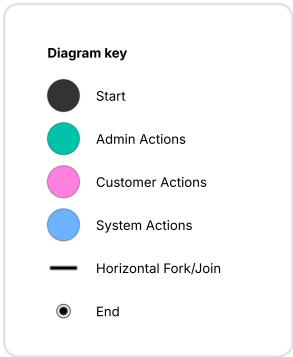 Diagram key
Start
Admin Actions
Customer Actions
System Actions
Horizontal Fork/Join
End